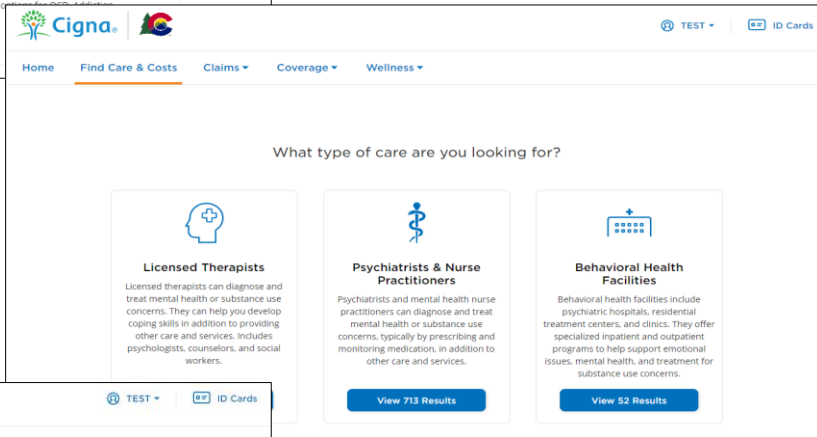 Cigna®
TEST
ID Cards
Home Find Care & Costs Claims Coverage Wellness
What type of care are you looking for?
Licensed Therapists
Licensed therapists can diagnose and
treat mental health or substance use
concerns. They can help you develop
coping skills in addition to providing
other care and services. Includes
psychologists, counselors, and social
workers.
Psychiatrists & Nurse
Practitioners
Psychiatrists and mental health nurse
practitioners can diagnose and treat
mental health or substance use
concerns, typically by prescribing and
monitoring medication, in addition to
other care and services.
View 713 Results
Behavioral Health
Facilities
Behavioral health facilities include
psychiatric hospitals, residential
treatment centers, and clinics. They offer
specialized inpatient and outpatient
programs to help support emotional
issues, mental health, and treatment for
substance use concerns.
View 52 Results
TEST
ID Cards